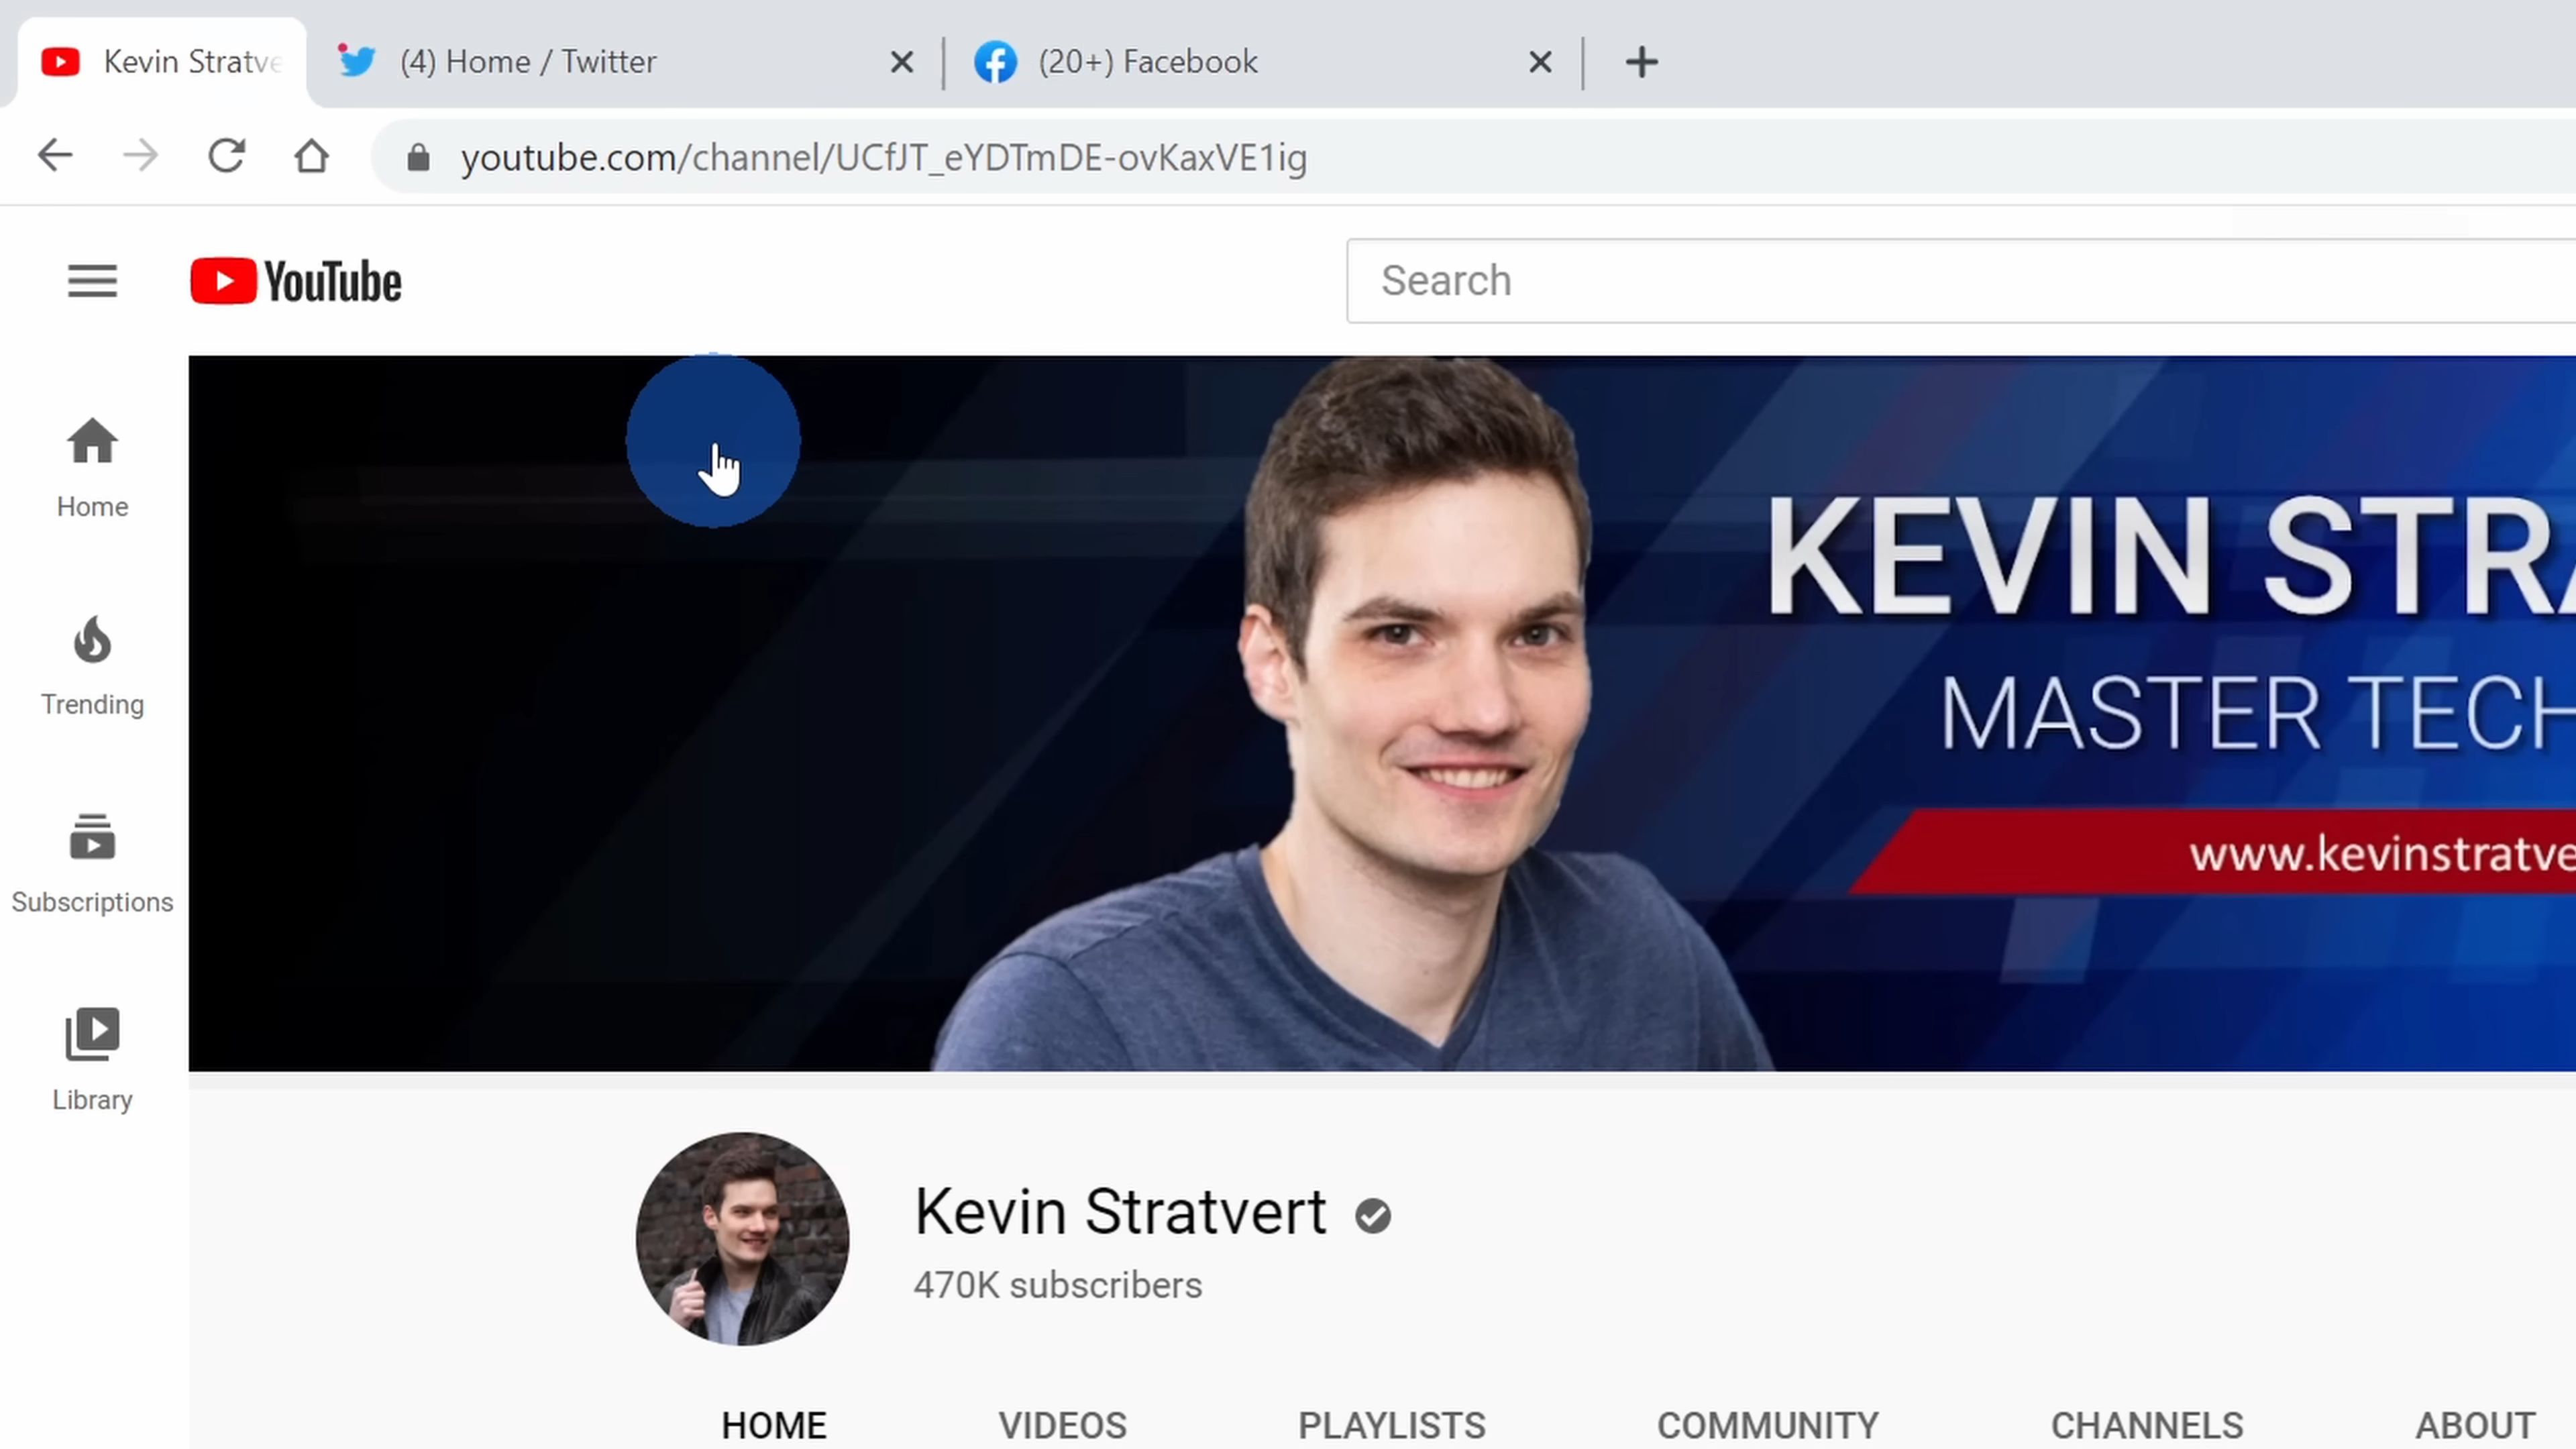 Kevin Stratve
(4) Home / Twitter
(20+) Facebook
youtube.com/channel/UCfJT_eYDTmDE-ovKaxVE1ig
YouTube
Search
Home
Trending
Subscriptions
Library
KEVIN STRA
MASTER TECH
www.kevinstratve
Kevin Stratvert
470K subscribers
HOME VIDEOS PLAYLISTS COMMUNITY CHANNELS ABOUT